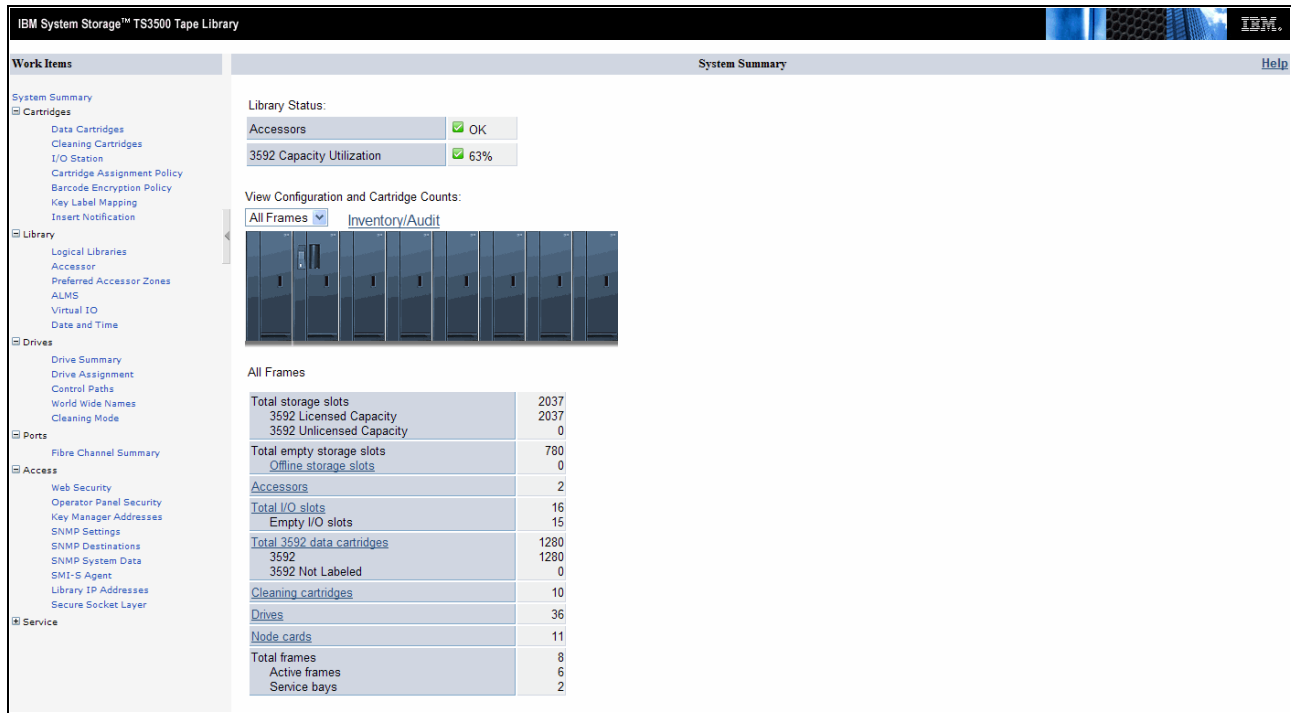 IBM System Storage™ TS3500 Tape Library
IBM.
Work Items
System Summary
Help
System Summary
Cartridges
Data Cartridges
Cleaning Cartridges
I/O Station
Cartridge Assignment Policy
Barcode Encryption Policy
Key Label Mapping
Insert Notification
Library
Logical Libraries
Accessor
Preferred Accessor Zones
ALMS
Virtual IO
Date and Time
Drives
Drive Summary
Drive Assignment
Control Paths
World Wide Names
Cleaning Mode
Ports
Fibre Channel Summary
Access
Web Security
Operator Panel Security
Key Manager Addresses
SNMP Settings
SNMP Destinations
SNMP System Data
SMI-S Agent
Library IP Addresses
Secure Socket Layer
Service
Library Status:
Accessors OK
3592 Capacity Utilization 63%
View Configuration and Cartridge Counts:
All Frames Inventory/Audit
All Frames
Total storage slots 2037
3592 Licensed Capacity 2037
3592 Unlicensed Capacity 0
Total empty storage slots 780
Offline storage slots 0
Accessors 2
Total I/O slots 16
Empty I/O slots 15
Total 3592 data cartridges 1280
3592 1280
3592 Not Labeled 0
Cleaning cartridges 10
Drives 36
Node cards 11
Total frames 8
Active frames 6
Service bays 2